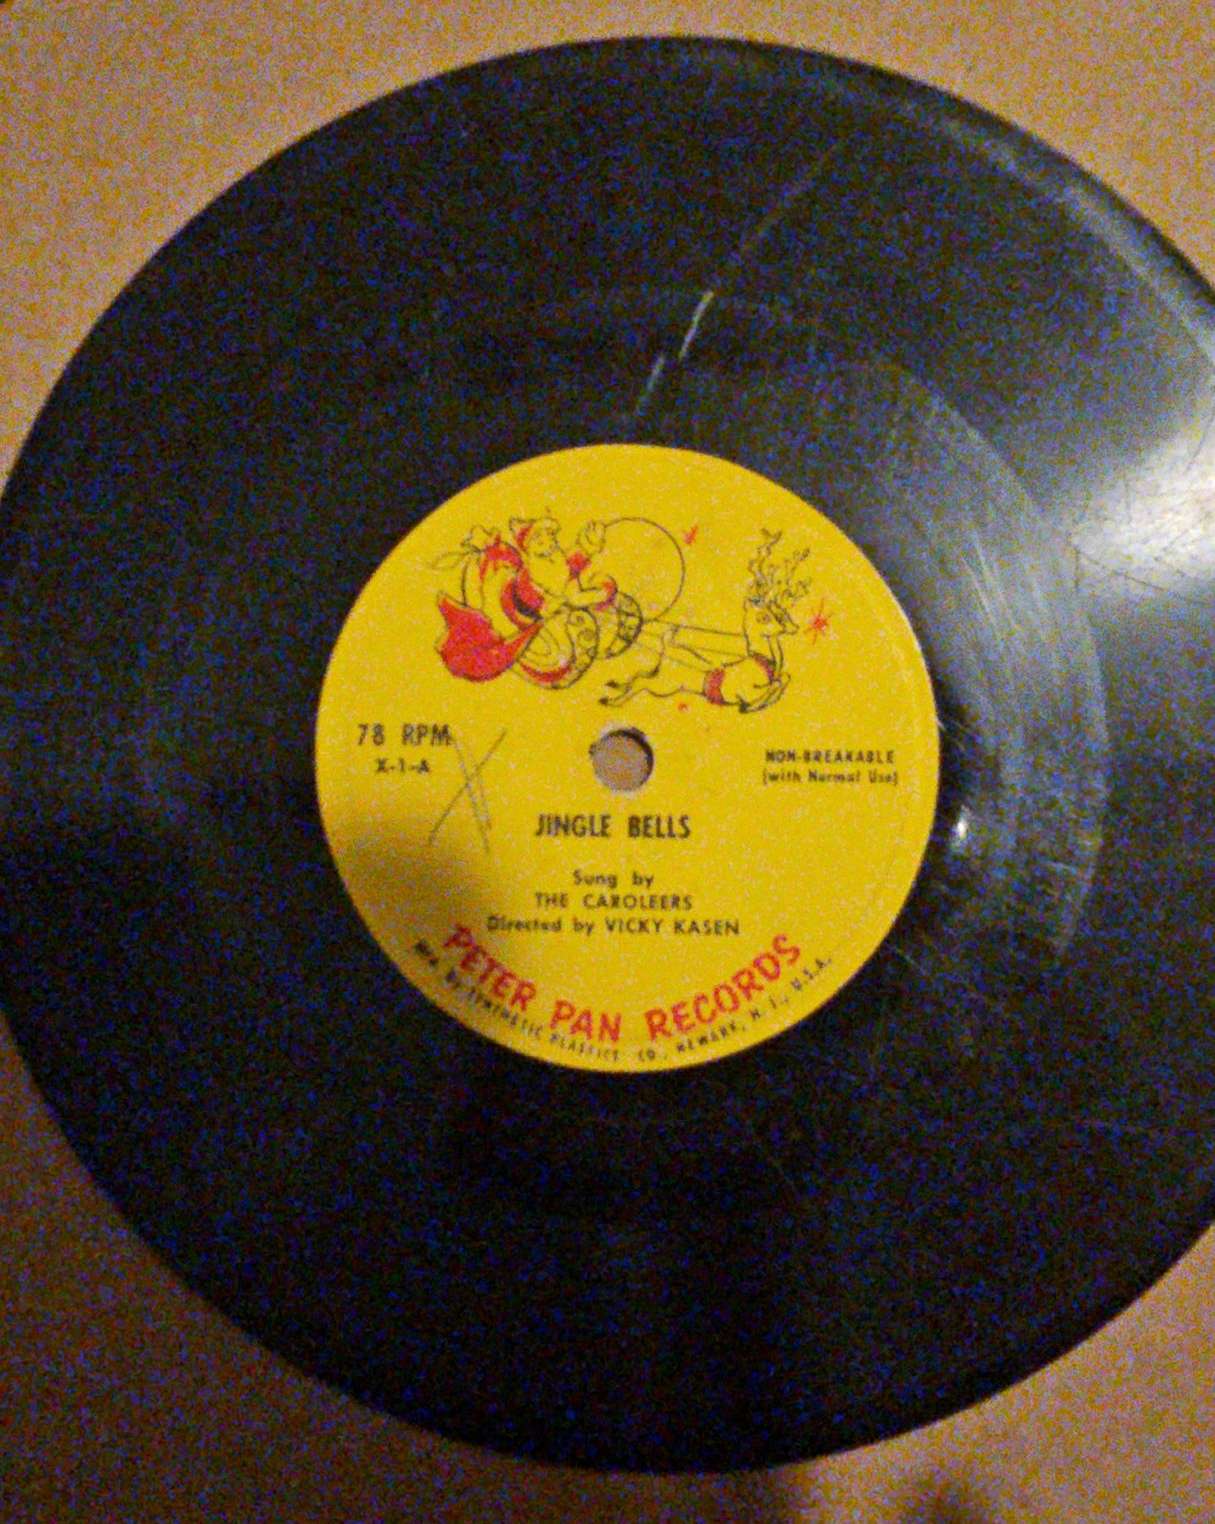 78 RPM
X-1-A
NON-BREAKABLE
(with Normal Use)
JINGLE BELLS
Sung by
THE CAROLEERS
Directed by VICKY KASEN
PETER PAN RECORDS
Mfd. By SYNTHETIC PLASTICS CO., NEWARK, N. J., U.S.A.